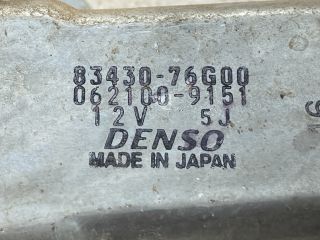 83430-76G00
062100-9151
12V 5J
DENSO
MADE IN JAPAN